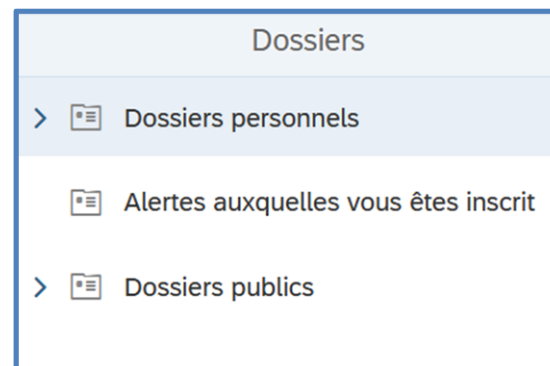 Dossiers
Dossiers personnels
Alertes auxquelles vous êtes inscrit
Dossiers publics